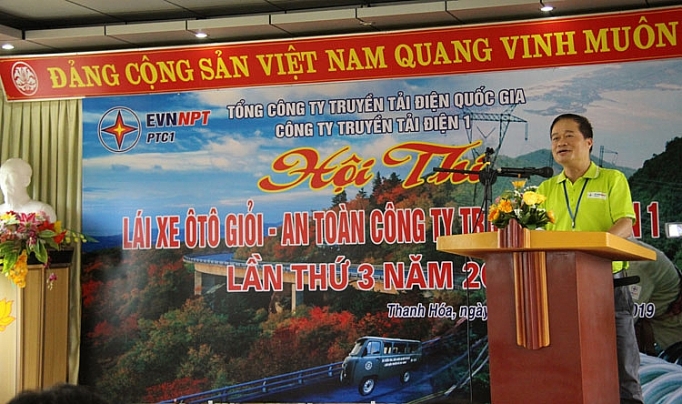 ĐẢNG CỘNG SẢN VIỆT NAM QUANG VINH MUÔN
EVNNPT
PTC1
TỔNG CÔNG TY TRUYỀN TẢI ĐIỆN QUỐC GIA
CÔNG TY TRUYỀN TẢI ĐIỆN 1
Hội Thi
LÁI XE ÔTÔ GIỎI - AN TOÀN CÔNG TY TR N 1
LẦN THỨ 3 NĂM 20
Thanh Hóa, ngày 2019